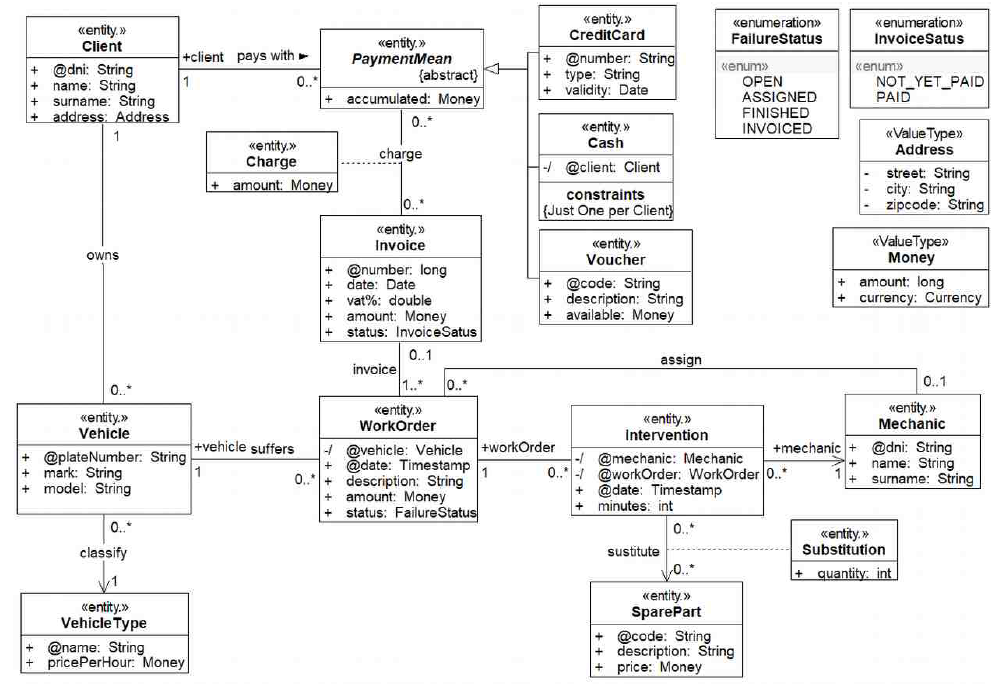 «entity.»
Client
+ @dni: String
+ name: String
+ surname: String
+ address: Address
+client pays with ►
1
0..*
«entity.»
PaymentMean
{abstract}
+ accumulated: Money
«entity.»
CreditCard
+ @number: String
+ type: String
+ validity: Date
«enumeration»
FailureStatus
«enum»
OPEN
ASSIGNED
FINISHED
INVOICED
«enumeration»
InvoiceSatus
«enum»
NOT_YET_PAID
PAID
1
0..*
«entity.»
Charge
+ amount: Money
charge
0..*
«entity.»
Cash
-/ @client: Client
constraints
{Just One per Client}
«ValueType»
Address
- street: String
- city: String
- zipcode: String
owns
«entity.»
Invoice
+ @number: long
+ date: Date
+ vat%: double
+ amount: Money
+ status: InvoiceSatus
«entity.»
Voucher
+ @code: String
+ description: String
+ available: Money
«ValueType»
Money
+ amount: long
+ currency: Currency
0..1
invoice
1..*
assign
0..*
0..1
0..*
«entity.»
Vehicle
+ @plateNumber: String
+ mark: String
+ model: String
+vehicle suffers
1
0..*
«entity.»
WorkOrder
-/ @vehicle: Vehicle
+ @date: Timestamp
+ description: String
+ amount: Money
+ status: FailureStatus
+workOrder
1
0..*
«entity.»
Intervention
-/ @mechanic: Mechanic
-/ @workOrder: WorkOrder
+ @date: Timestamp
+ minutes: int
+mechanic
0..*
1
«entity.»
Mechanic
+ @dni: String
+ name: String
+ surname: String
0..*
classify
1
«entity.»
VehicleType
+ @name: String
+ pricePerHour: Money
0..*
sustitute
0..*
«entity.»
Substitution
+ quantity: int
«entity.»
SparePart
+ @code: String
+ description: String
+ price: Money